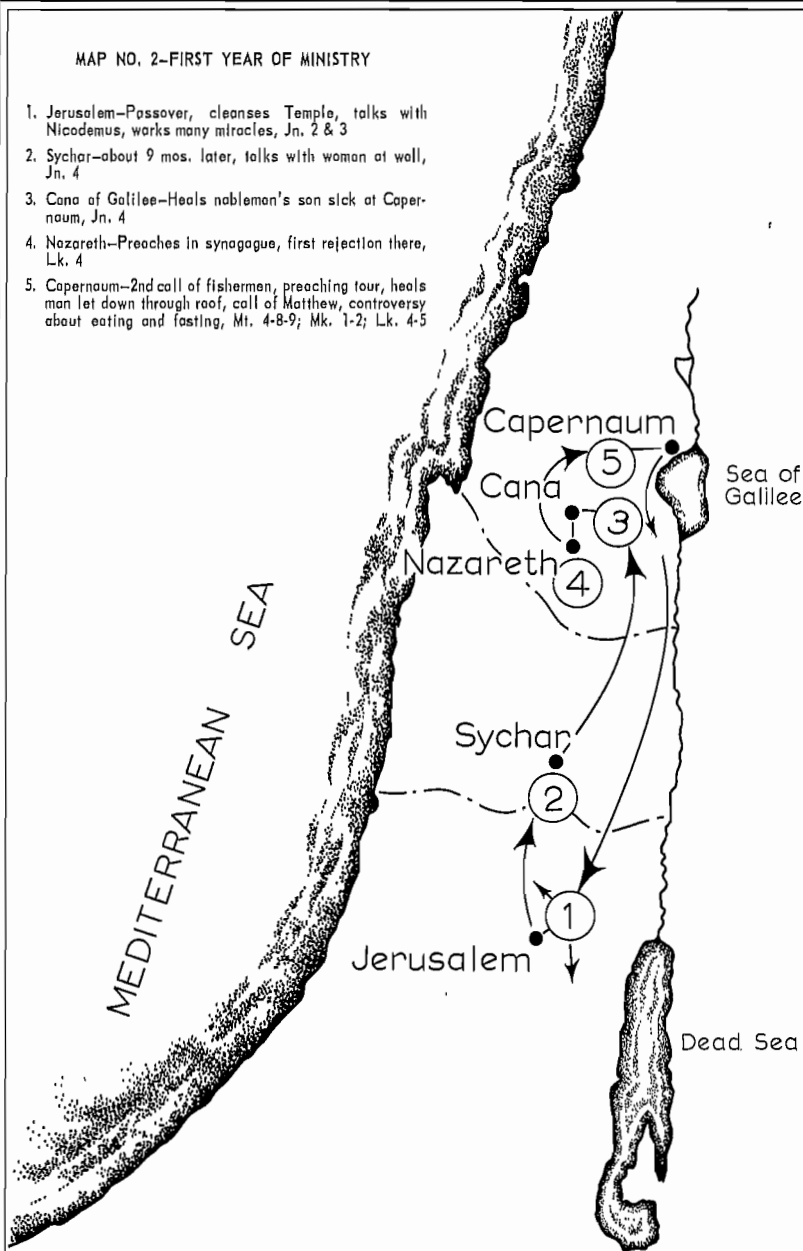 MAP NO. 2-FIRST YEAR OF MINISTRY
1. Jerusalem-Passover, cleanses Temple, talks with
Nicodemus, works many miracles, Jn. 2 & 3
2. Sychar-about 9 mos. later, talks with woman at well,
Jn. 4
3. Cana of Galilee-Heals nobleman's son sick at Caper-
naum, Jn. 4
4. Nazareth-Preaches in synagogue, first rejection there,
Lk. 4
5. Capernaum-2nd call of fishermen, preaching tour, heals
man let down through roof, call of Matthew, controversy
about eating and fasting, Mt. 4-8-9; Mk. 1-2; Lk. 4-5
Capernaum
5
Sea of
Galilee
Cana
3
Nazareth
4
MEDITERRANEAN SEA
Sychar
2
1
Jerusalem
Dead Sea